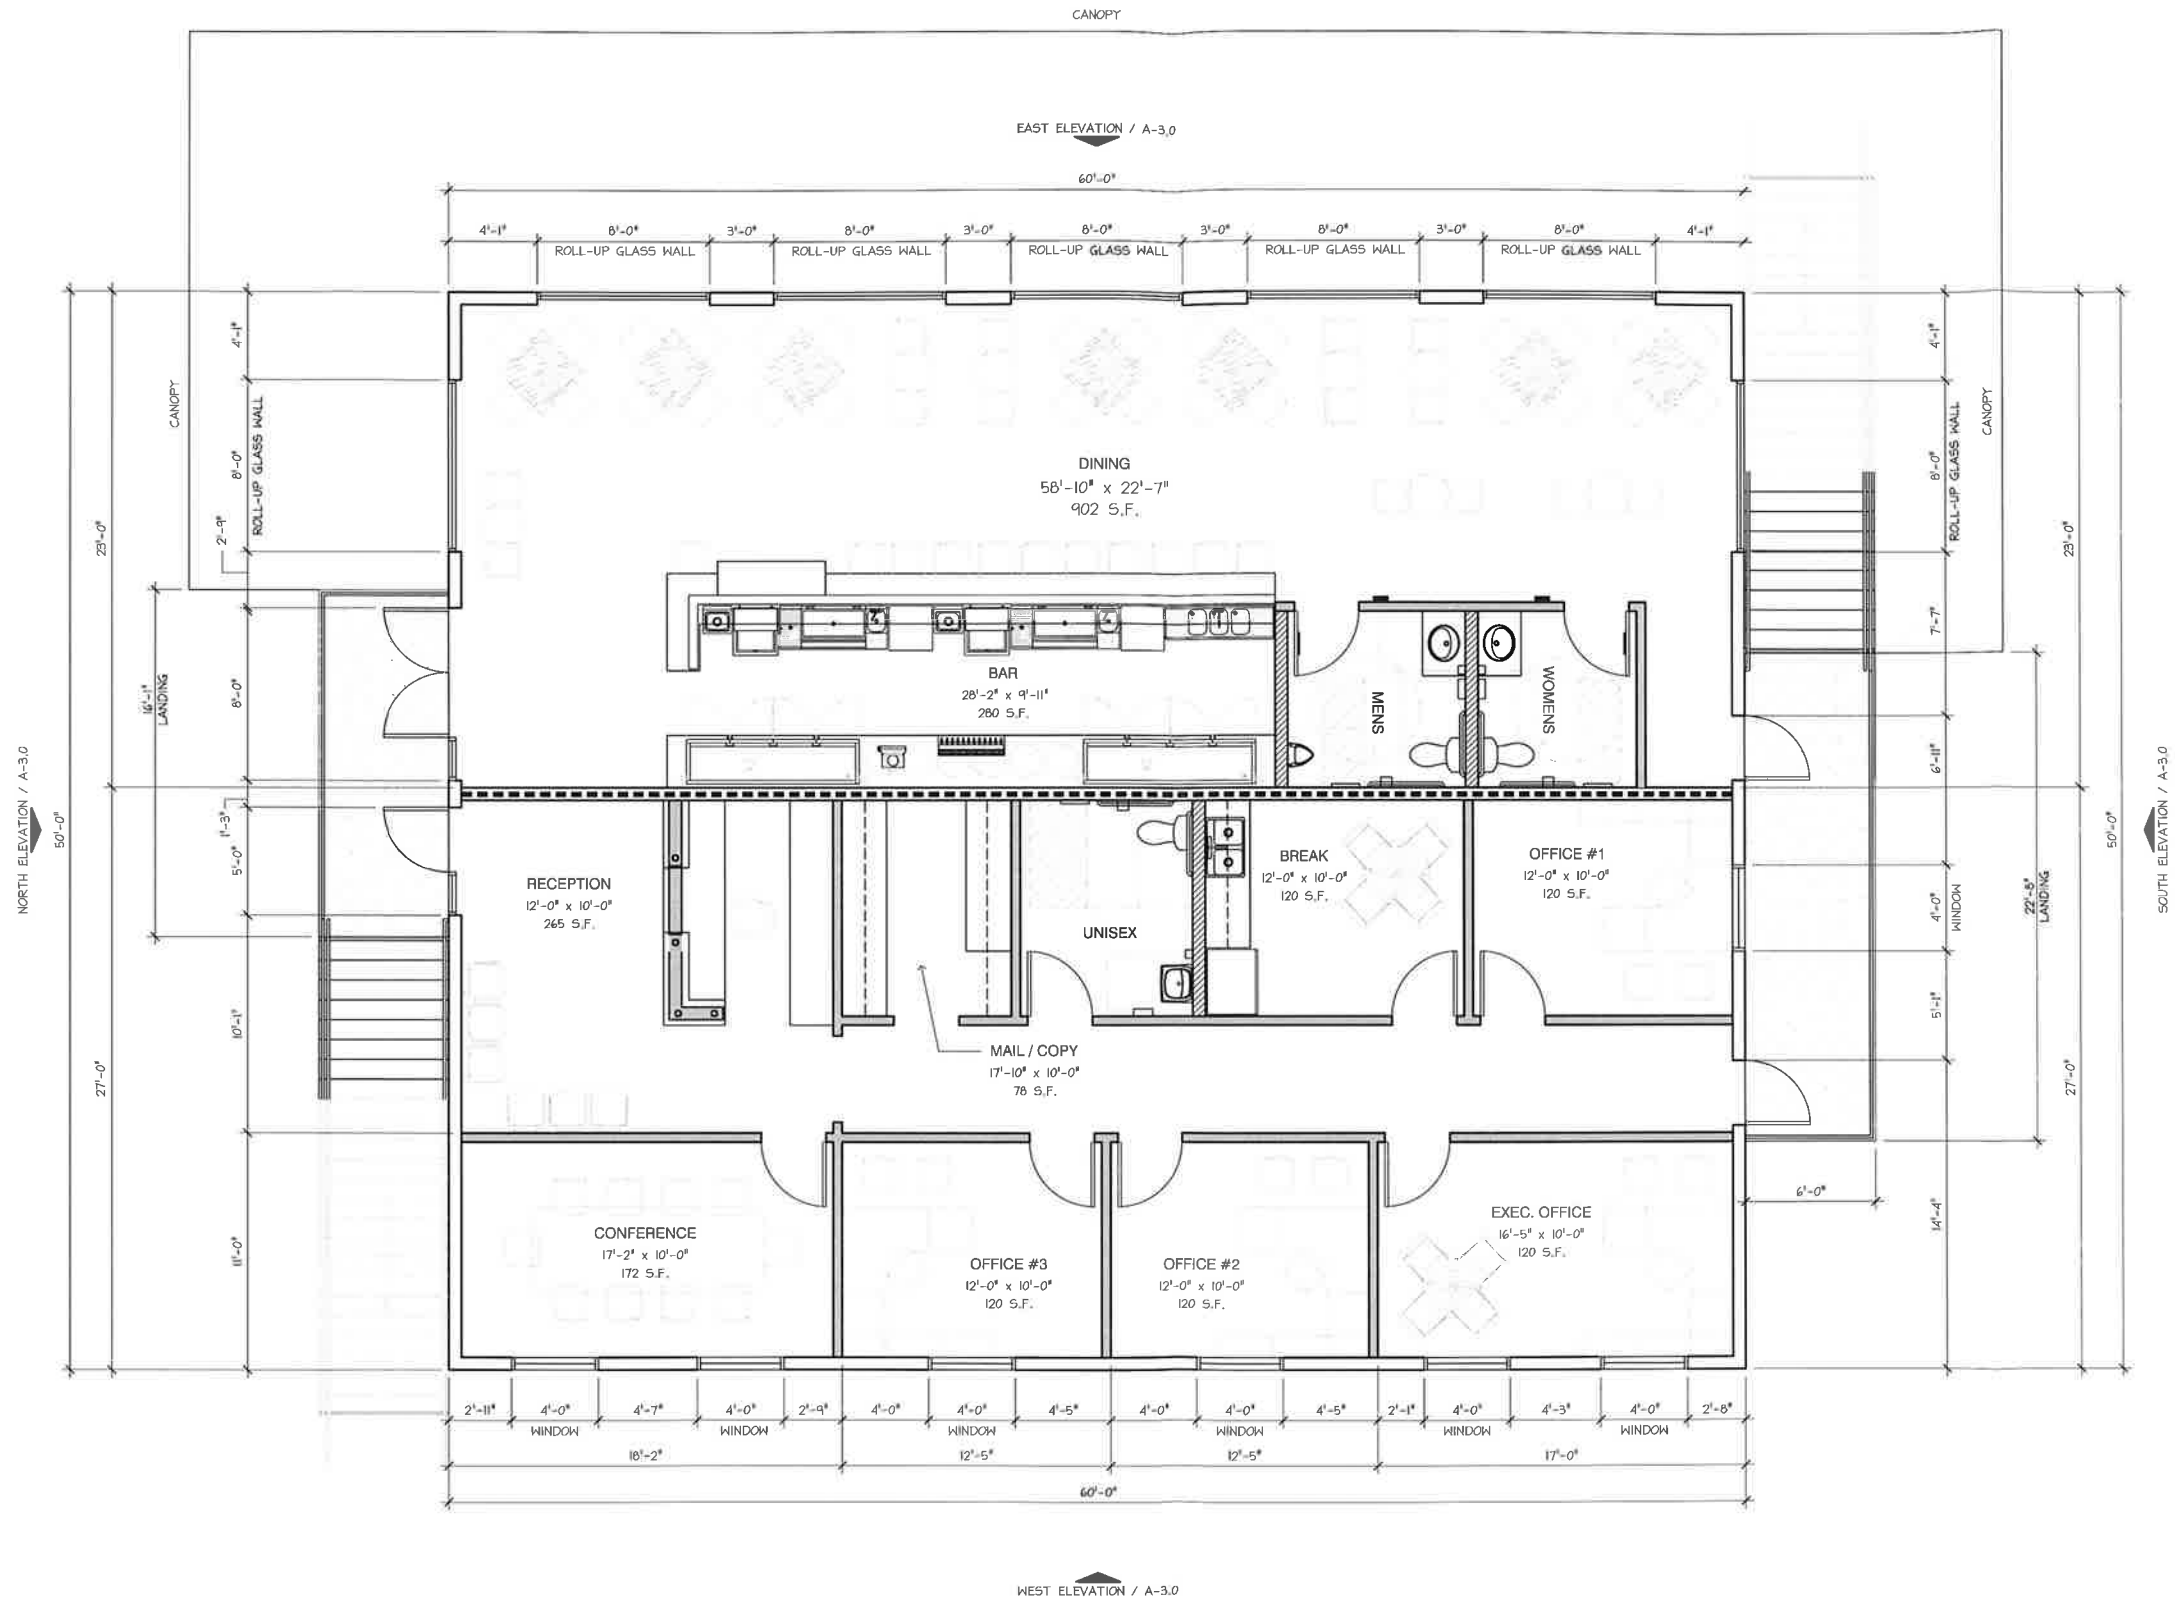 CANOPY
EAST ELEVATION / A-3.0
60'-0"
4'-1" 8'-0" 3'-0" 8'-0" 3'-0" 8'-0" 3'-0" 8'-0" 3'-0" 8'-0" 4'-1"
ROLL-UP GLASS WALL ROLL-UP GLASS WALL ROLL-UP GLASS WALL ROLL-UP GLASS WALL ROLL-UP GLASS WALL
NORTH ELEVATION / A-3.0
50'-0"
23'-0"
27'-0"
16'-1"
LANDING
CANOPY
4'-1"
8'-0"
ROLL-UP GLASS WALL
2'-9"
8'-0"
1'-3"
5'-0"
10'-1"
11'-0"
DINING
58'-10" x 22'-7"
902 S.F.
BAR
28'-2" x 9'-11"
280 S.F.
MENS
WOMENS
RECEPTION
12'-0" x 10'-0"
265 S.F.
UNISEX
BREAK
12'-0" x 10'-0"
120 S.F.
OFFICE #1
12'-0" x 10'-0"
120 S.F.
MAIL / COPY
17'-10" x 10'-0"
78 S.F.
CONFERENCE
17'-2" x 10'-0"
172 S.F.
OFFICE #3
12'-0" x 10'-0"
120 S.F.
OFFICE #2
12'-0" x 10'-0"
120 S.F.
EXEC. OFFICE
16'-5" x 10'-0"
120 S.F.
4'-1"
8'-0"
ROLL-UP GLASS WALL
CANOPY
7'-7"
6'-11"
4'-0"
WINDOW
5'-1"
14'-4"
6'-0"
22'-8"
LANDING
23'-0"
27'-0"
50'-0"
SOUTH ELEVATION / A-3.0
2'-11" 4'-0" 4'-7" 4'-0" 2'-9" 4'-0" 4'-0" 4'-5" 4'-0" 4'-0" 4'-5" 2'-1" 4'-0" 4'-3" 4'-0" 2'-8"
WINDOW WINDOW WINDOW WINDOW WINDOW WINDOW
18'-2" 12'-5" 12'-5" 17'-0"
60'-0"
WEST ELEVATION / A-3.0